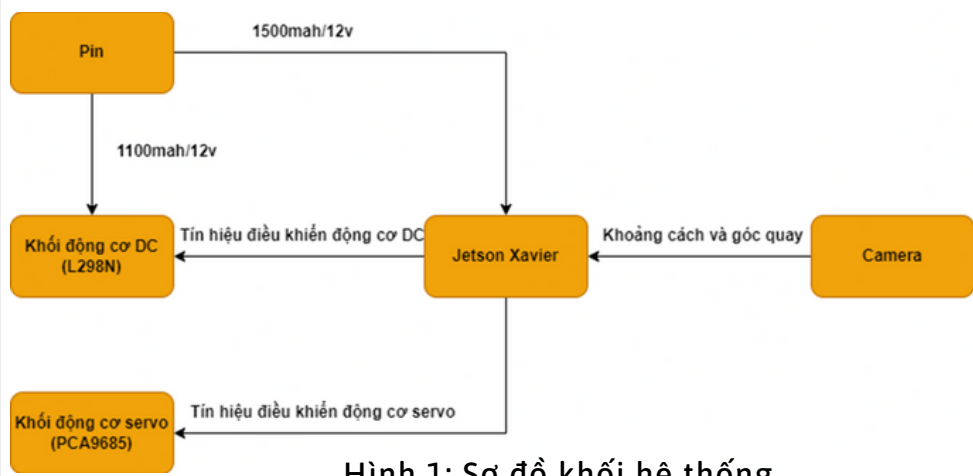 1500mah/12v
Pin
1100mah/12v
Khối động cơ DC
(L298N)
Tín hiệu điều khiển động cơ DC
Jetson Xavier
Khoảng cách và góc quay
Camera
Khối động cơ servo
(PCA9685)
Tín hiệu điều khiển động cơ servo
Hình 1: Sơ đồ khối hệ thống